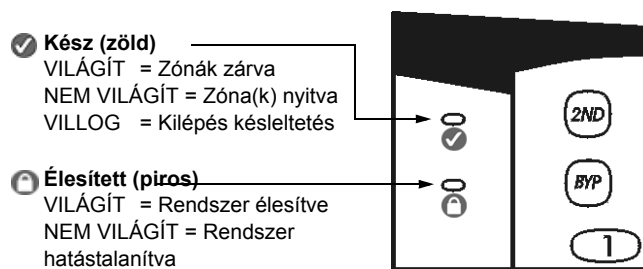 Kész (zöld)
VILÁGÍT = Zónák zárva
NEM VILÁGÍT = Zóna(k) nyitva
VILLOG = Kilépés késleltetés
Élesített (piros)
VILÁGÍT = Rendszer élesítve
NEM VILÁGÍT = Rendszer
hatástalanítva
2ND
BYP
1